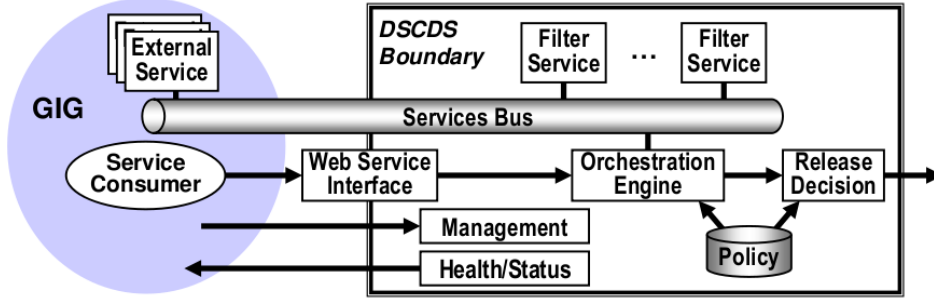 External
Service
GIG
DSCDS
Boundary
Filter
Service
...
Filter
Service
Services Bus
Service
Consumer
Web Service
Interface
Orchestration
Engine
Release
Decision
Management
Health/Status
Policy